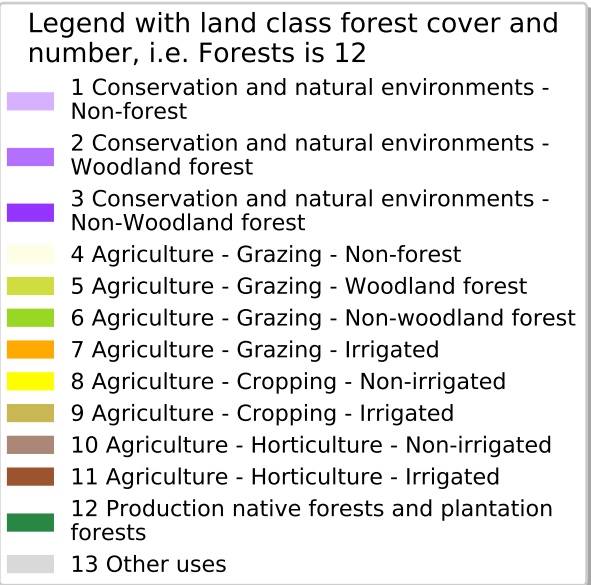 Legend with land class forest cover and
number, i.e. Forests is 12
1 Conservation and natural environments -
Non-forest
2 Conservation and natural environments -
Woodland forest
3 Conservation and natural environments -
Non-Woodland forest
4 Agriculture - Grazing - Non-forest
5 Agriculture - Grazing - Woodland forest
6 Agriculture - Grazing - Non-woodland forest
7 Agriculture - Grazing - Irrigated
8 Agriculture - Cropping - Non-irrigated
9 Agriculture - Cropping - Irrigated
10 Agriculture - Horticulture - Non-irrigated
11 Agriculture - Horticulture - Irrigated
12 Production native forests and plantation
forests
13 Other uses